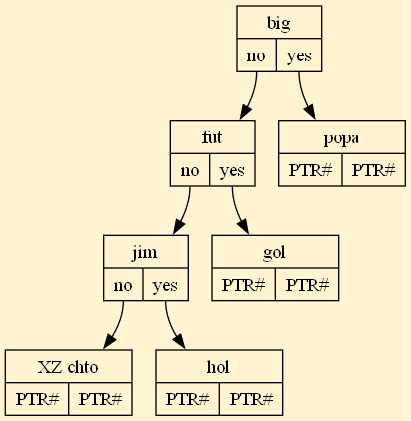 big
no yes
fut
no yes
popa
PTR# PTR#
jim
no yes
gol
PTR# PTR#
XZ chto
PTR# PTR#
hol
PTR# PTR#